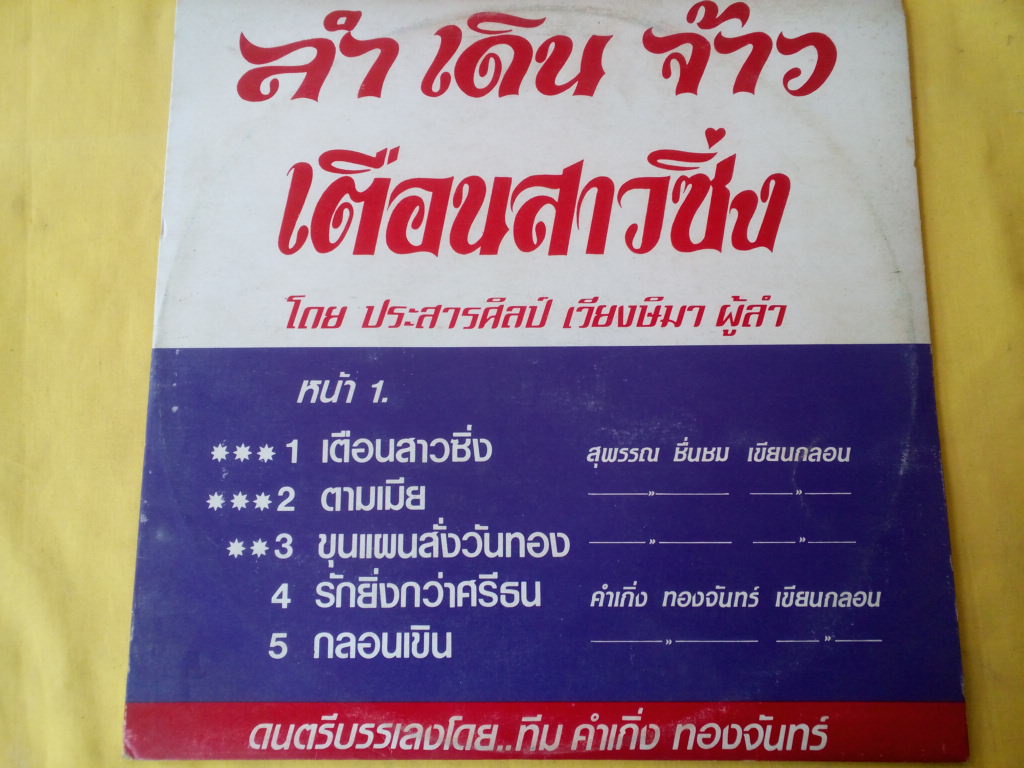 ลำ เดิน จ๊าว
เตือนสาวซิ่ง
โดย ประสารศิลป์ เวียงษิมา ผู้ลำ
หน้า 1.
✷✷✷ 1 เตือนสาวซิ่ง สุพรรณ ชื่นชม เขียนกลอน
✷✷✷ 2 ตามเมีย ——"—— ——"——
✷✷ 3 ขุนแผนสั่งวันทอง ——"—— ——"——
4 รักยิ่งกว่าศรีธน คำเกิ่ง ทองจันทร์ เขียนกลอน
5 กลอนเขิน ——"—— ——"——
ดนตรีบรรเลงโดย..ทีม คำเกิ่ง ทองจันทร์